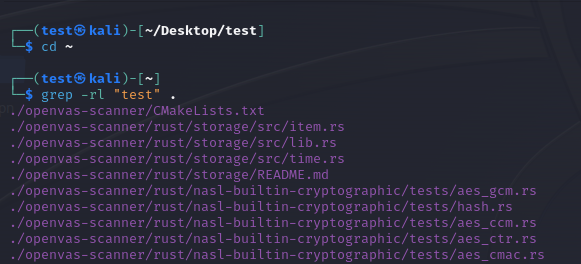 ┌──(test㉿kali)-[~/Desktop/test]
└─$ cd ~
┌──(test㉿kali)-[~]
└─$ grep -rl "test" .
./openvas-scanner/CMakeLists.txt
./openvas-scanner/rust/storage/src/item.rs
./openvas-scanner/rust/storage/src/lib.rs
./openvas-scanner/rust/storage/src/time.rs
./openvas-scanner/rust/storage/README.md
./openvas-scanner/rust/nasl-builtin-cryptographic/tests/aes_gcm.rs
./openvas-scanner/rust/nasl-builtin-cryptographic/tests/hash.rs
./openvas-scanner/rust/nasl-builtin-cryptographic/tests/aes_ccm.rs
./openvas-scanner/rust/nasl-builtin-cryptographic/tests/aes_ctr.rs
./openvas-scanner/rust/nasl-builtin-cryptographic/tests/aes_cmac.rs